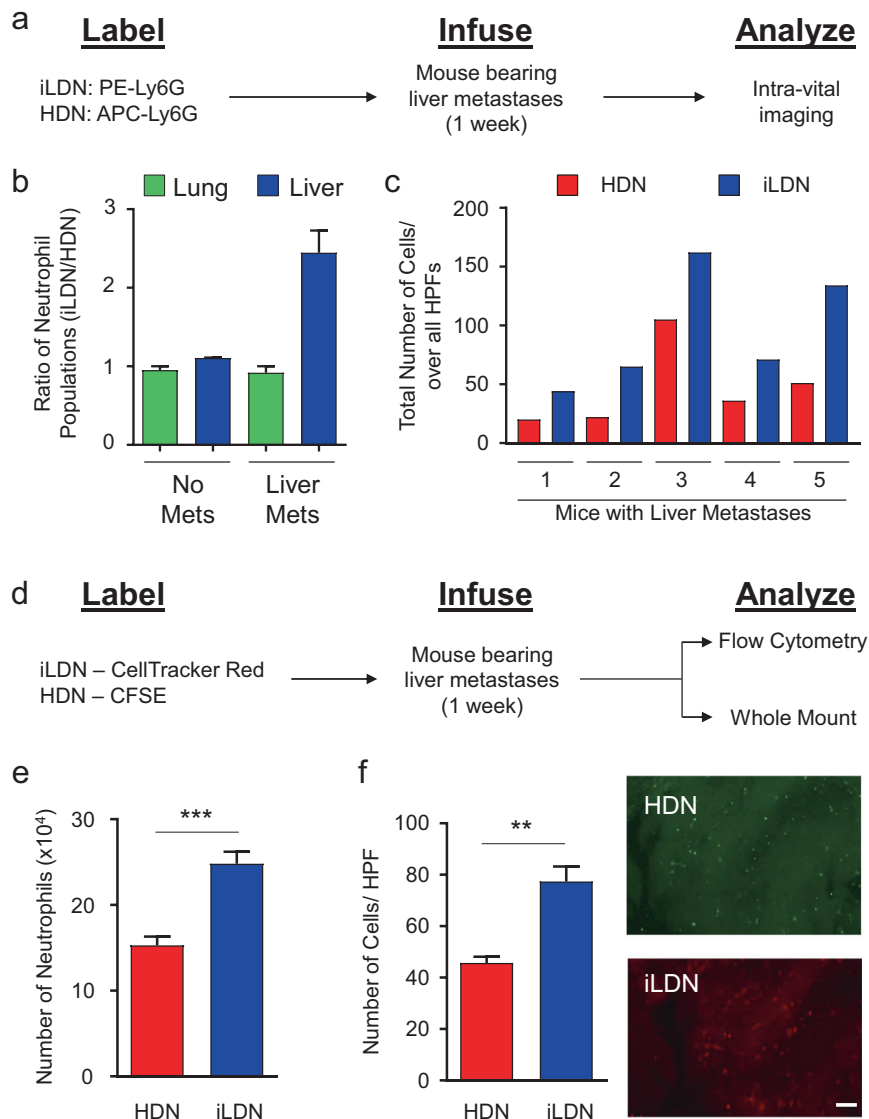 a
Label
Infuse
Analyze
iLDN: PE-Ly6G
HDN: APC-Ly6G
Mouse bearing
liver metastases
(1 week)
Intra-vital
imaging
b
Lung
Liver
Ratio of Neutrophil
Populations (iLDN/HDN)
3
2
1
0
No
Mets
Liver
Mets
c
HDN
iLDN
Total Number of Cells/
over all HPFs
200
150
100
50
0
1
2
3
4
5
Mice with Liver Metastases
d
Label
Infuse
Analyze
iLDN – CellTracker Red
HDN – CFSE
Mouse bearing
liver metastases
(1 week)
Flow Cytometry
Whole Mount
e
Number of Neutrophils (x10⁴)
30
20
10
0
***
HDN
iLDN
f
Number of Cells/ HPF
100
80
60
40
20
0
**
HDN
iLDN
HDN
iLDN